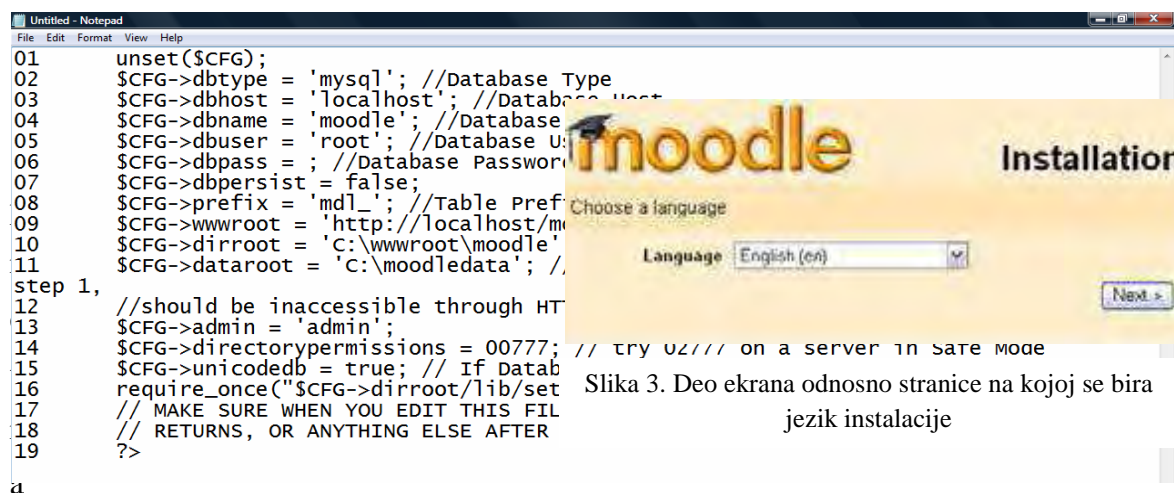 Untitled - Notepad
File Edit Format View Help
01 unset($CFG);
02 $CFG->dbtype = 'mysql'; //Database Type
03 $CFG->dbhost = 'localhost'; //Database Host
04 $CFG->dbname = 'moodle'; //Database
05 $CFG->dbuser = 'root'; //Database U
06 $CFG->dbpass = ; //Database Password
07 $CFG->dbpersist = false;
08 $CFG->prefix = 'mdl_'; //Table Pref
09 $CFG->wwwroot = 'http://localhost/m
10 $CFG->dirroot = 'C:\wwwroot\moodle'
11 $CFG->dataroot = 'C:\moodledata'; //
step 1,
12 //should be inaccessible through HT
13 $CFG->admin = 'admin';
14 $CFG->directorypermissions = 00777; // try 02777 on a server in Safe Mode
15 $CFG->unicodedb = true; // If Datab
16 require_once("$CFG->dirroot/lib/set
17 // MAKE SURE WHEN YOU EDIT THIS FIL
18 // RETURNS, OR ANYTHING ELSE AFTER
19 ?>
moodle
Installation
Choose a language
Language English (en)
Next >
Slika 3. Deo ekrana odnosno stranice na kojoj se bira
jezik instalacije